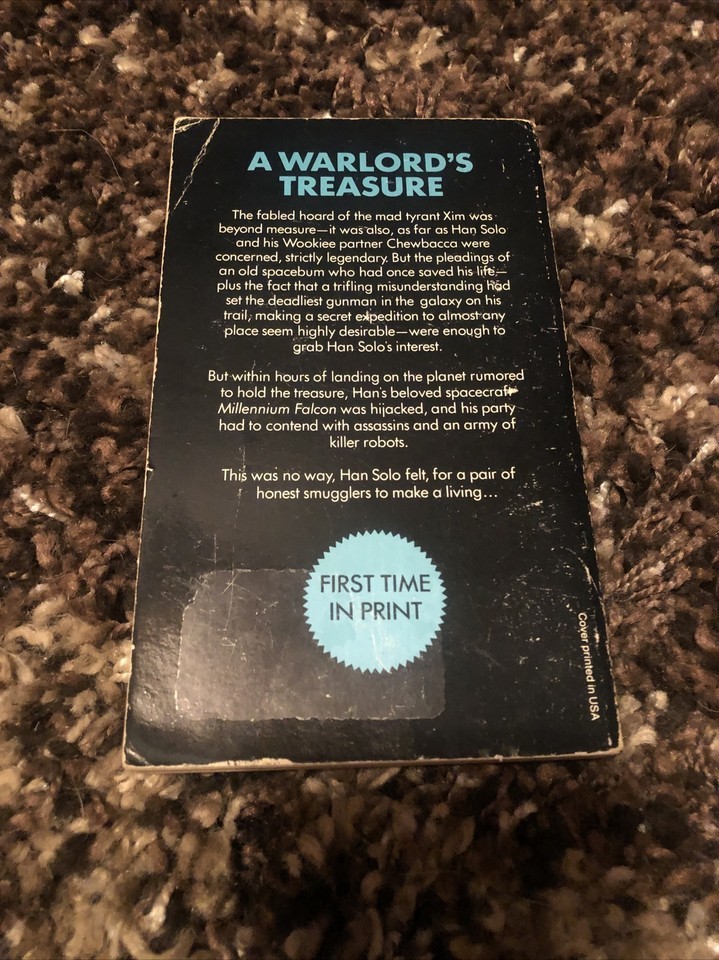 A WARLORD'S
TREASURE
The fabled hoard of the mad tyrant Xim was
beyond measure—it was also, as far as Han Solo
and his Wookiee partner Chewbacca were
concerned, strictly legendary. But the pleadings of
an old spacebum who had once saved his life—
plus the fact that a trifling misunderstanding had
set the deadliest gunman in the galaxy on his
trail, making a secret expedition to almost any
place seem highly desirable—were enough to
grab Han Solo's interest.
But within hours of landing on the planet rumored
to hold the treasure, Han's beloved spacecraft
Millennium Falcon was hijacked, and his party
had to contend with assassins and an army of
killer robots.
This was no way, Han Solo felt, for a pair of
honest smugglers to make a living...
FIRST TIME
IN PRINT
Cover printed in USA